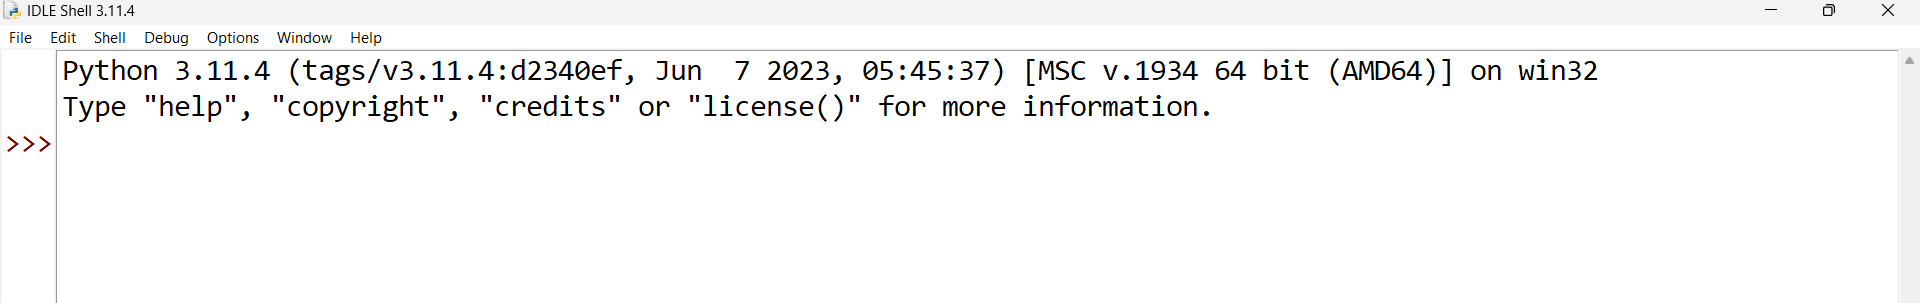 IDLE Shell 3.11.4
File Edit Shell Debug Options Window Help
Python 3.11.4 (tags/v3.11.4:d2340ef, Jun  7 2023, 05:45:37) [MSC v.1934 64 bit (AMD64)] on win32
Type "help", "copyright", "credits" or "license()" for more information.
>>>